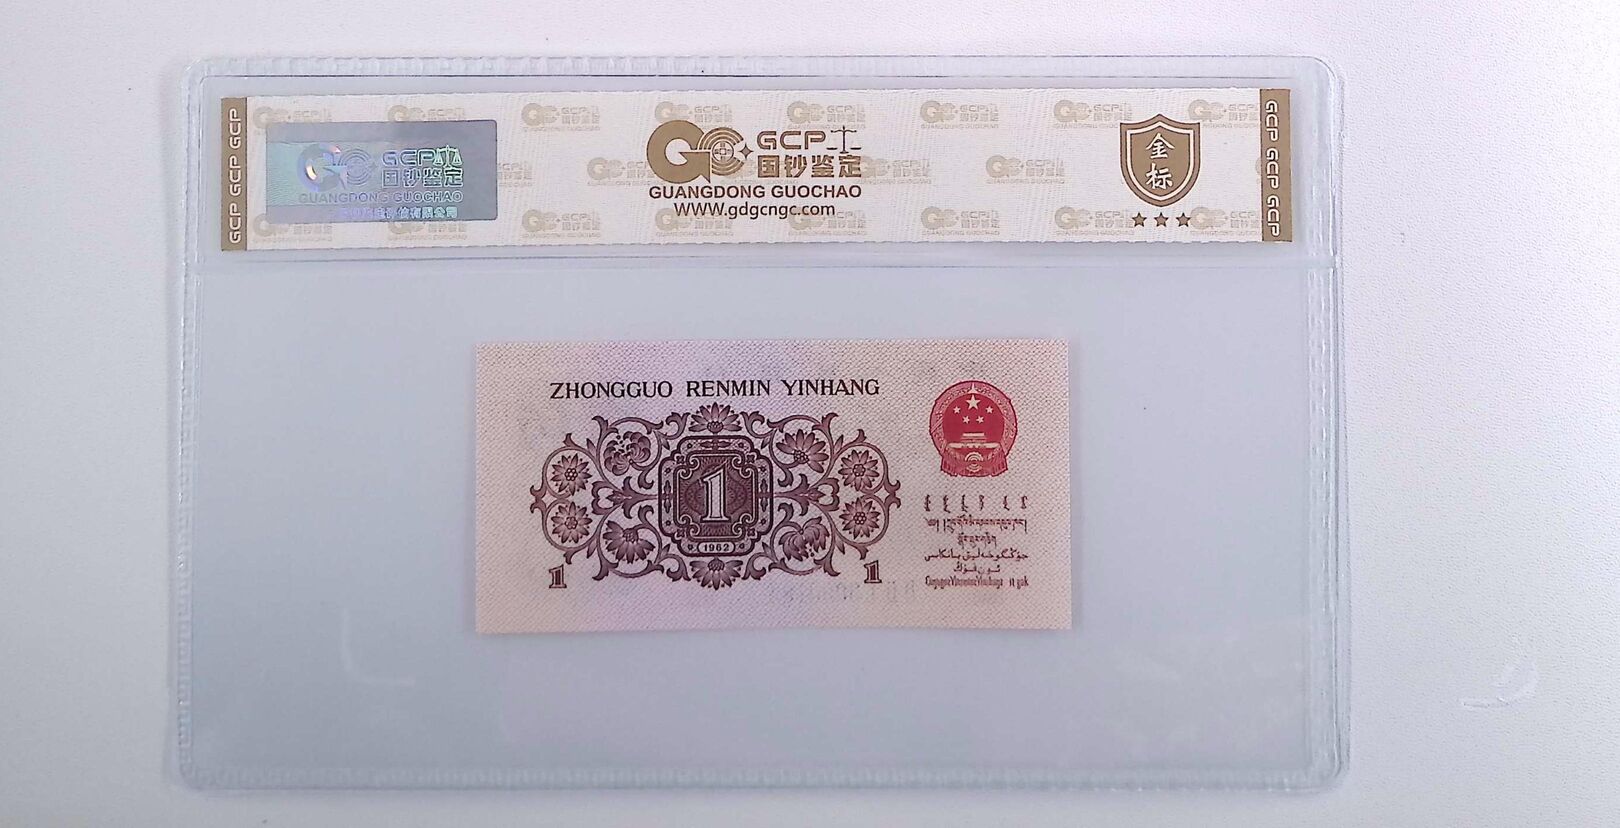 GCP GCP GCP
GCP
国钞鉴定
GUANGDONG GUOCHAO
GCP
国钞鉴定
GUANGDONG GUOCHAO
WWW.gdgcngc.com
金
标
GCP GCP GCP
ZHONGGUO RENMIN YINHANG
1
(1962)
1
1